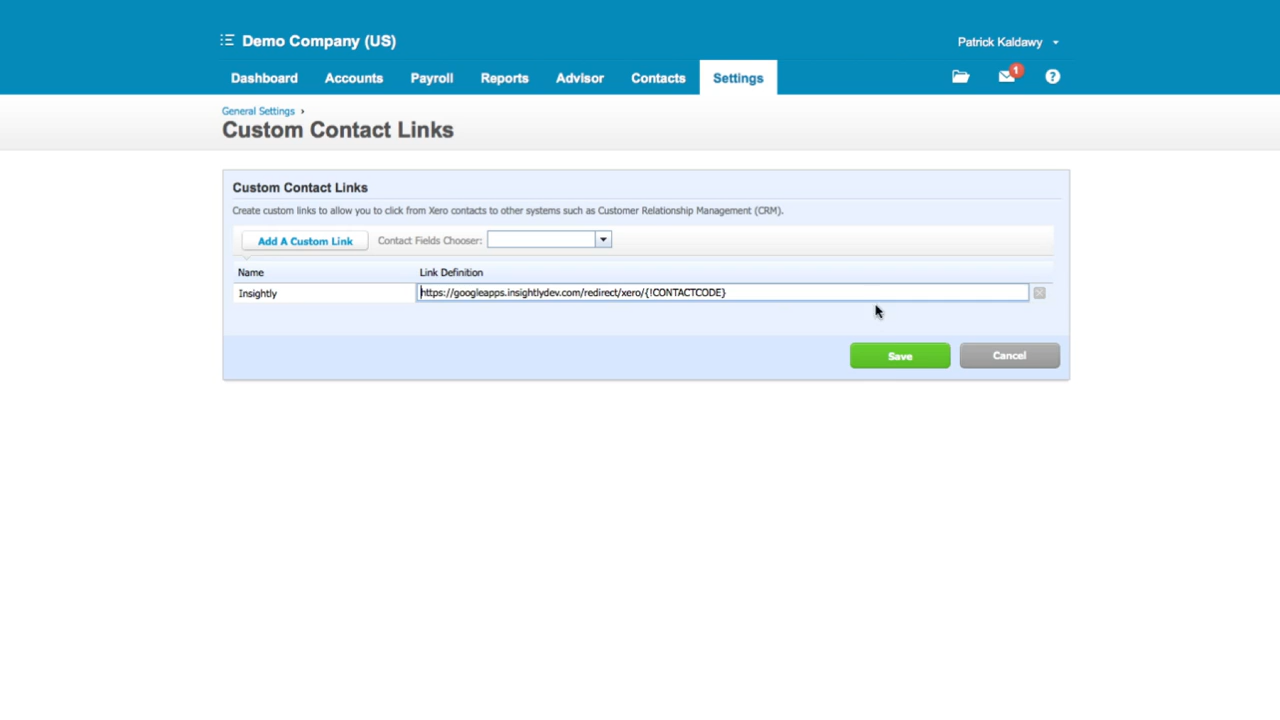 Demo Company (US)
Patrick Kaldawy
Dashboard Accounts Payroll Reports Advisor Contacts Settings
1 ?
General Settings ›
Custom Contact Links
Custom Contact Links
Create custom links to allow you to click from Xero contacts to other systems such as Customer Relationship Management (CRM).
Add A Custom Link Contact Fields Chooser:
Name Link Definition
Insightly https://googleapps.insightlydev.com/redirect/xero/{!CONTACTCODE}
Save Cancel